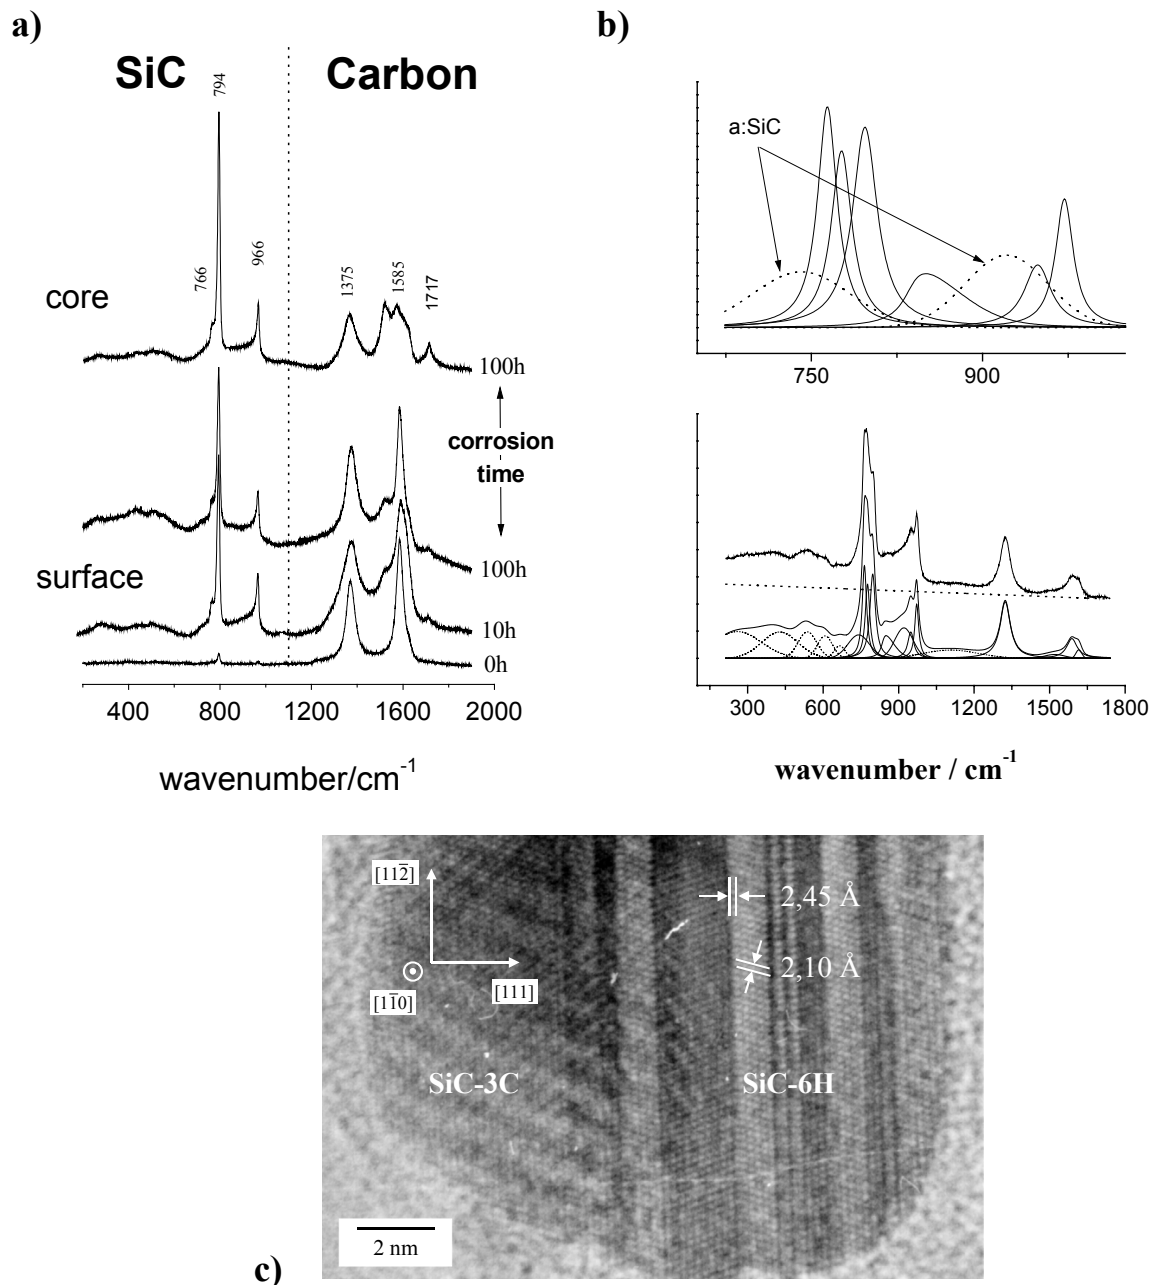 a)
SiC
Carbon
794
766
966
1375
1585
1717
core
100h
corrosion
time
100h
surface
10h
0h
400
800
1200
1600
2000
wavenumber/cm-1
b)
a:SiC
750
900
300
600
900
1200
1500
1800
wavenumber / cm-1
[112̅]
[11̅0]
[111]
2,45 Å
2,10 Å
SiC-3C
SiC-6H
2 nm
c)